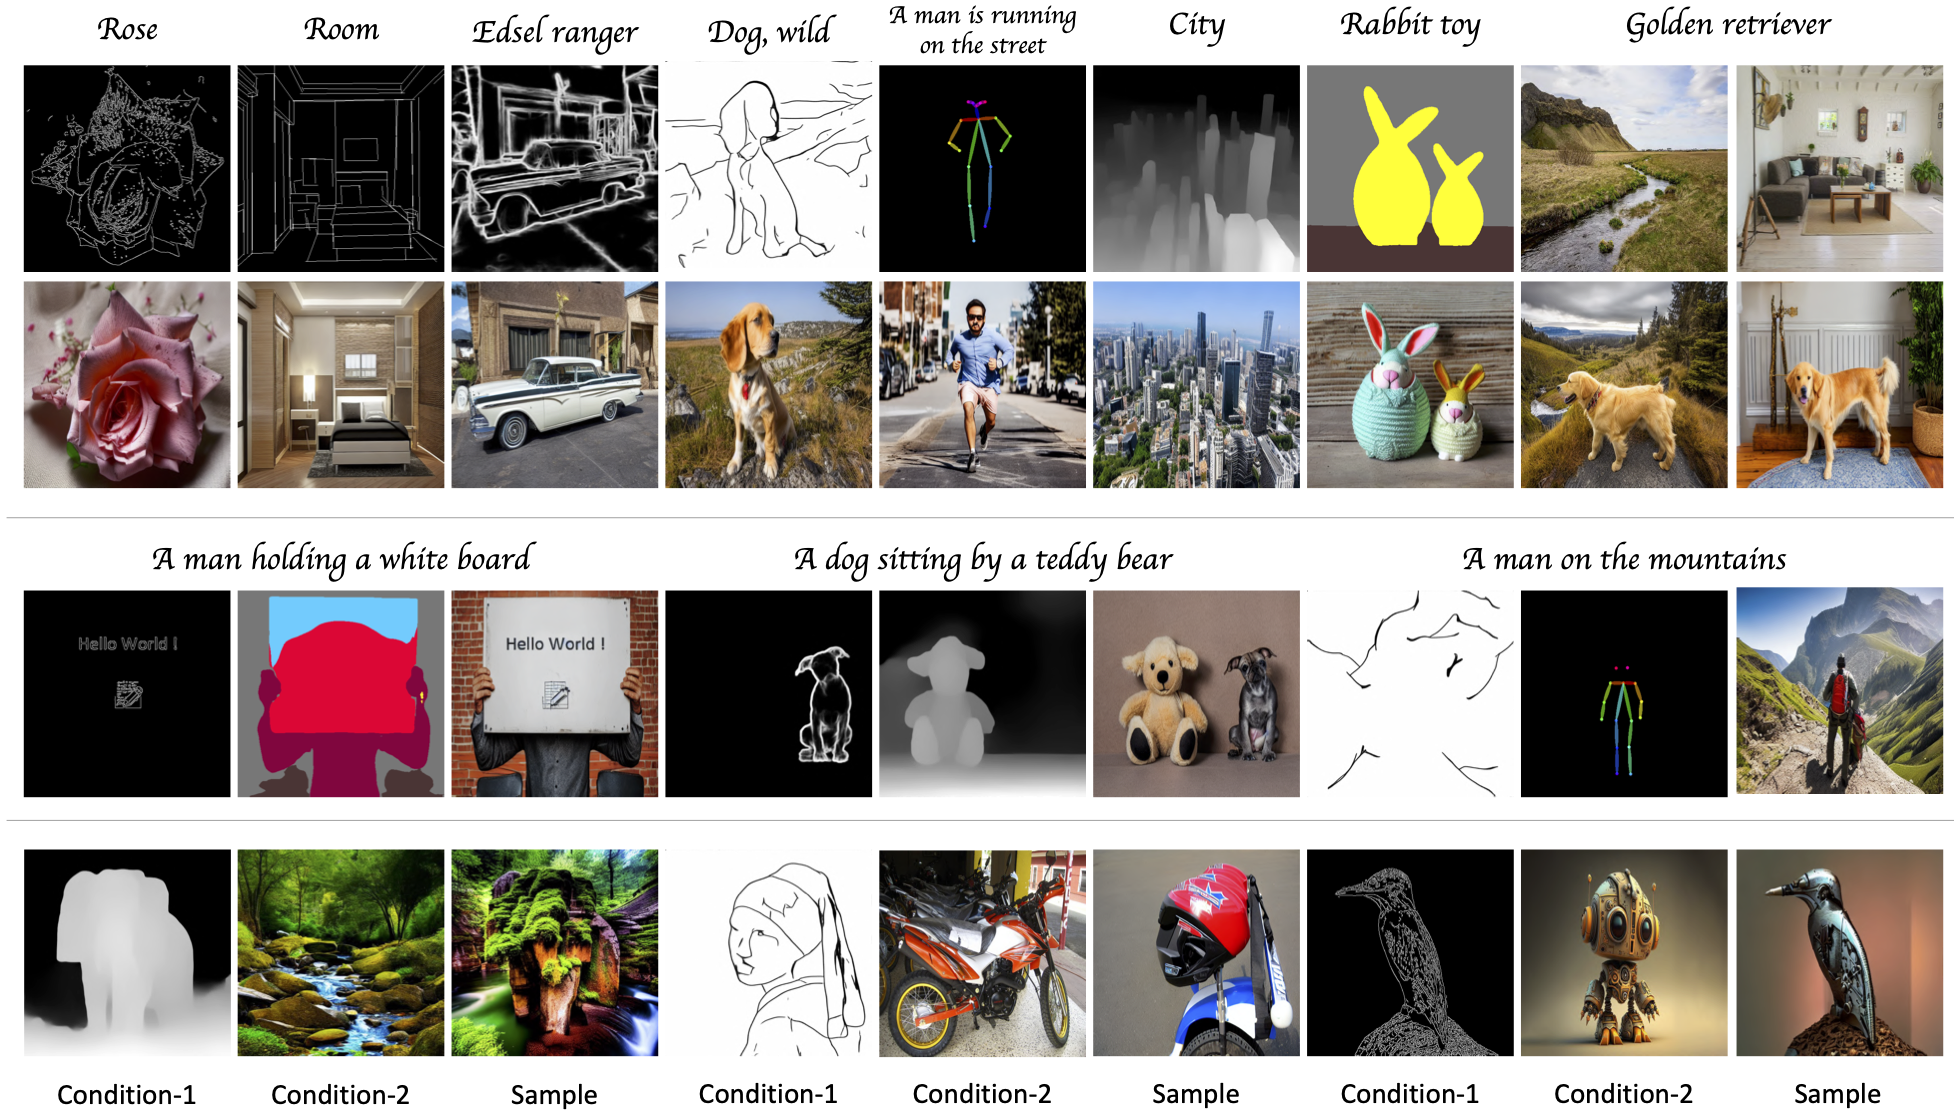 Rose
Room
Edsel ranger
Dog, wild
A man is running
on the street
City
Rabbit toy
Golden retriever
A man holding a white board
A dog sitting by a teddy bear
A man on the mountains
Hello World !
Hello World !
Condition-1
Condition-2
Sample
Condition-1
Condition-2
Sample
Condition-1
Condition-2
Sample